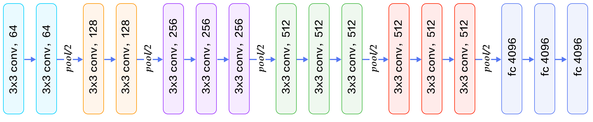 3x3 conv, 64
3x3 conv, 64
pool/2
3x3 conv, 128
3x3 conv, 128
pool/2
3x3 conv, 256
3x3 conv, 256
3x3 conv, 256
pool/2
3x3 conv, 512
3x3 conv, 512
3x3 conv, 512
pool/2
3x3 conv, 512
3x3 conv, 512
3x3 conv, 512
pool/2
fc 4096
fc 4096
fc 4096